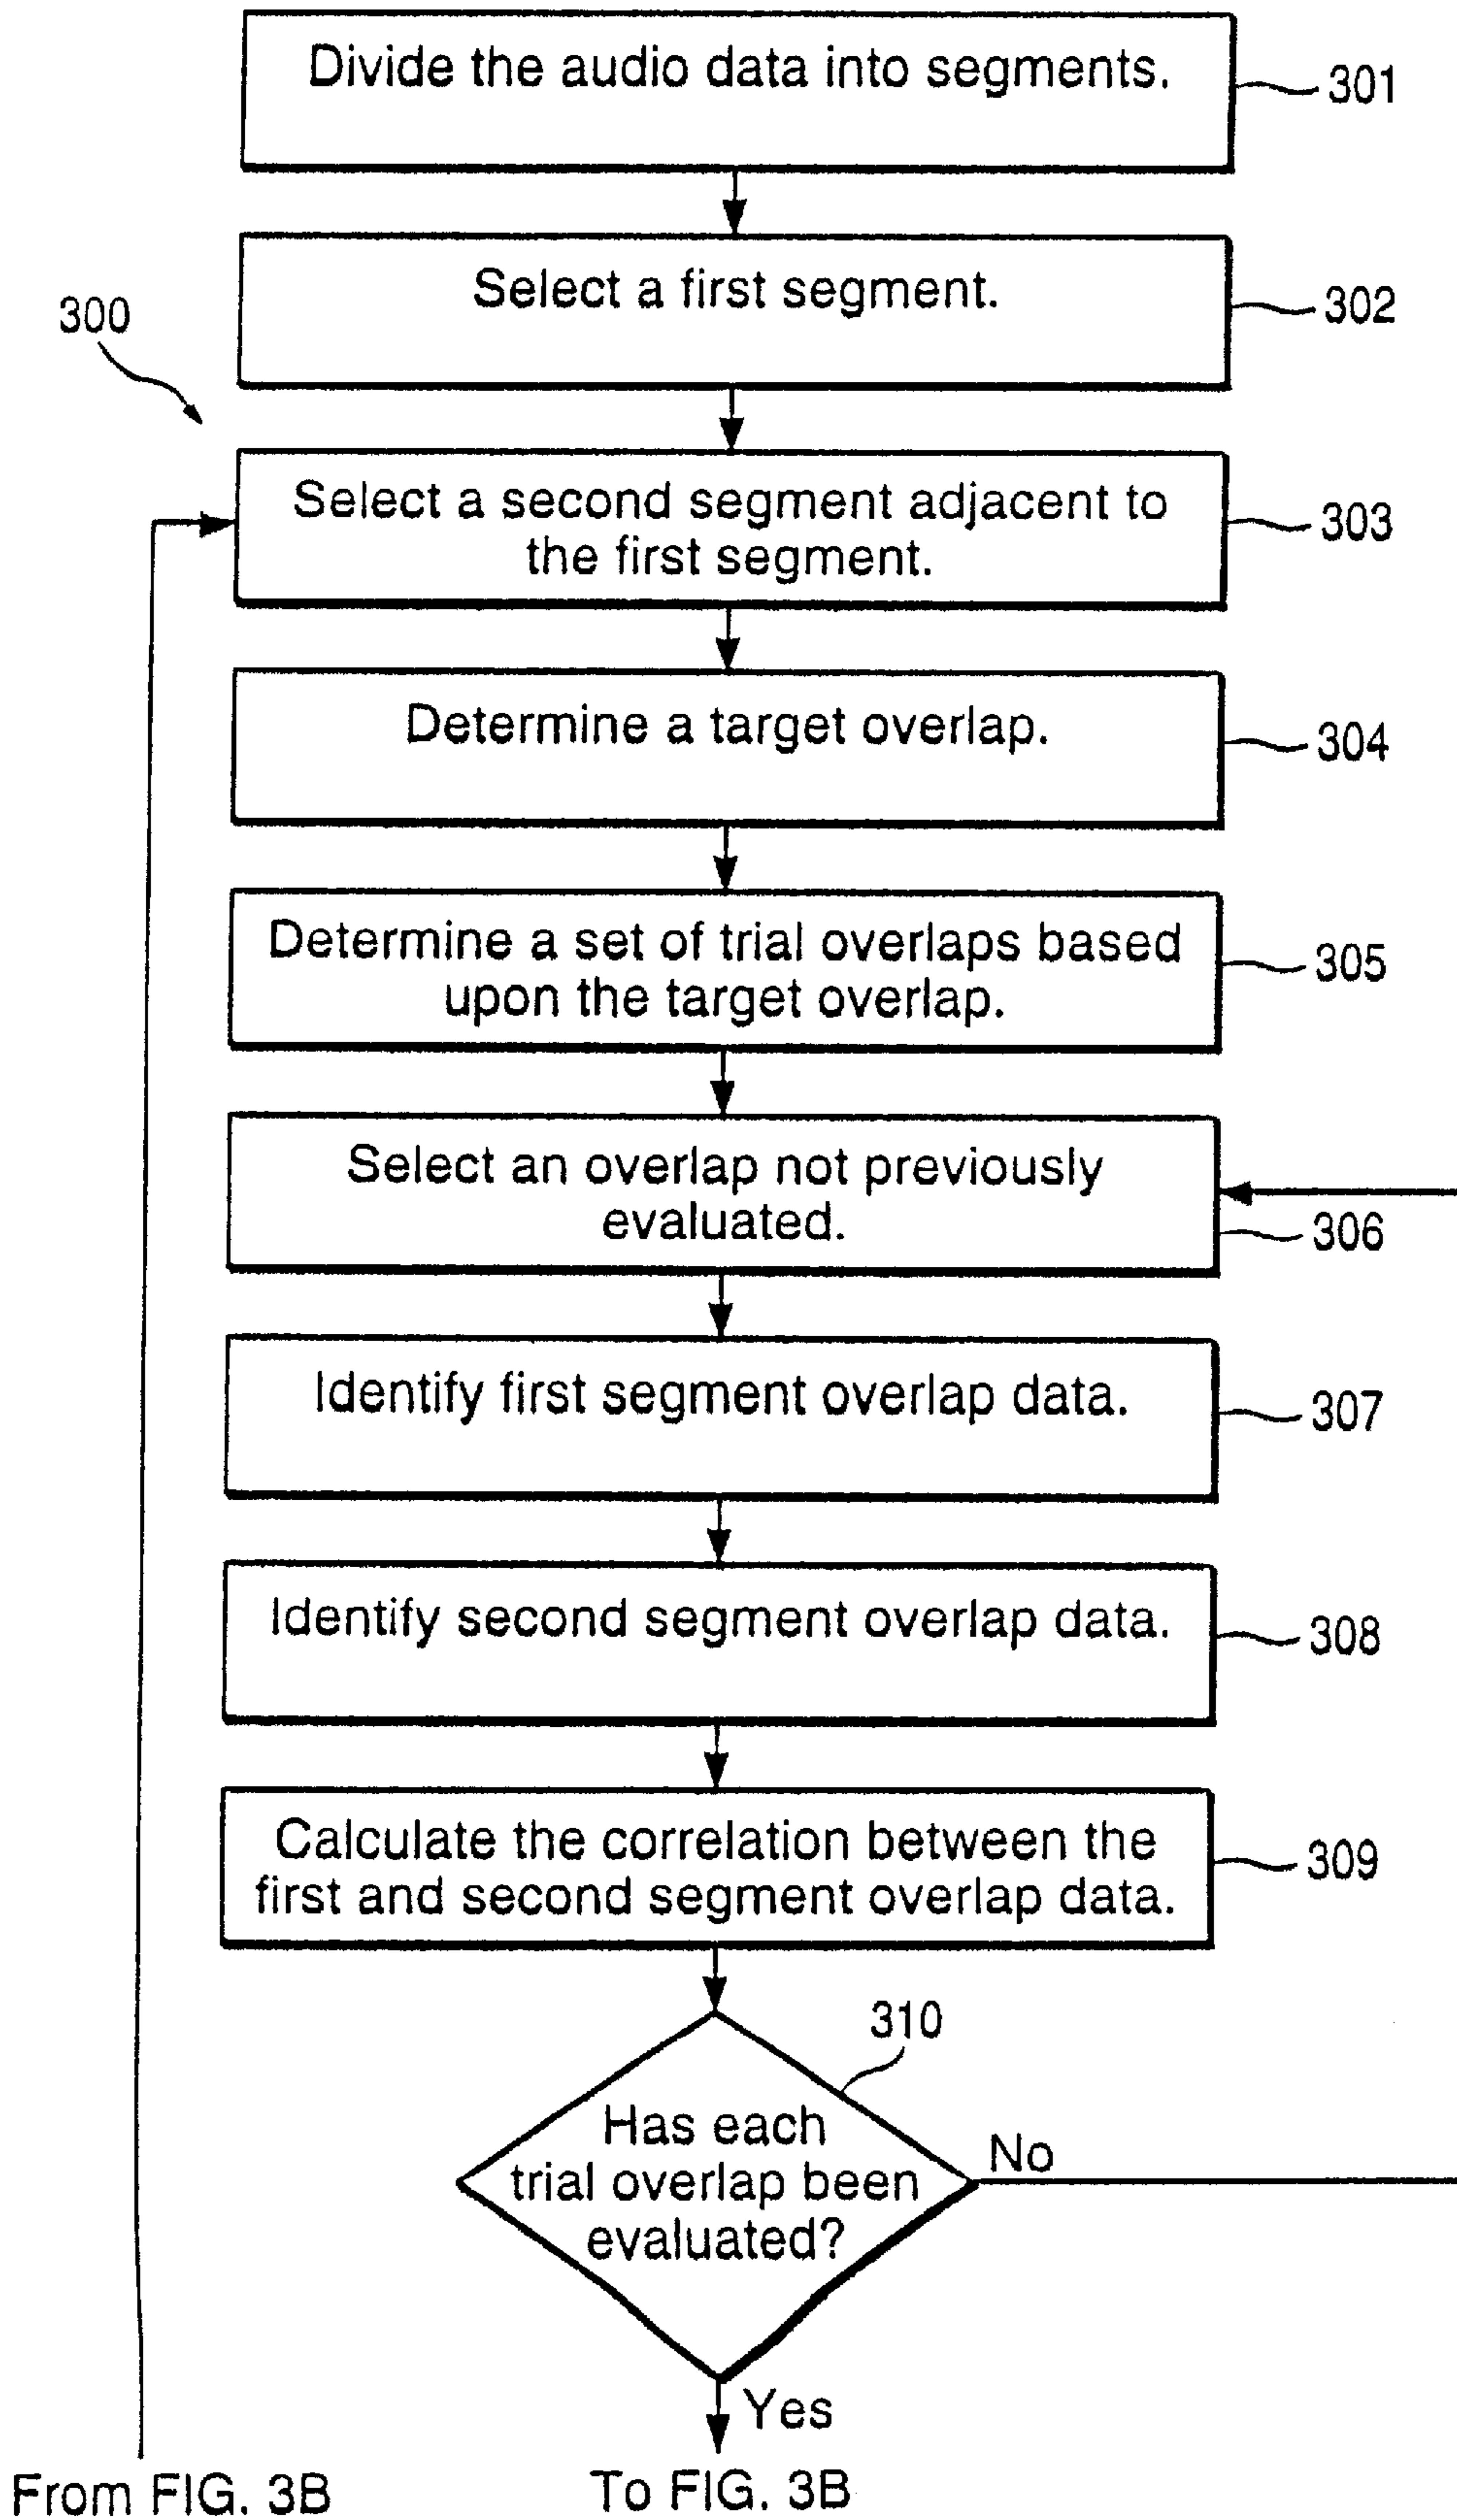 Divide the audio data into segments.
301
Select a first segment.
302
300
Select a second segment adjacent to
the first segment.
303
Determine a target overlap.
304
Determine a set of trial overlaps based
upon the target overlap.
305
Select an overlap not previously
evaluated.
306
Identify first segment overlap data.
307
Identify second segment overlap data.
308
Calculate the correlation between the
first and second segment overlap data.
309
310
Has each
trial overlap been
evaluated?
No
Yes
From FIG. 3B
To FIG. 3B